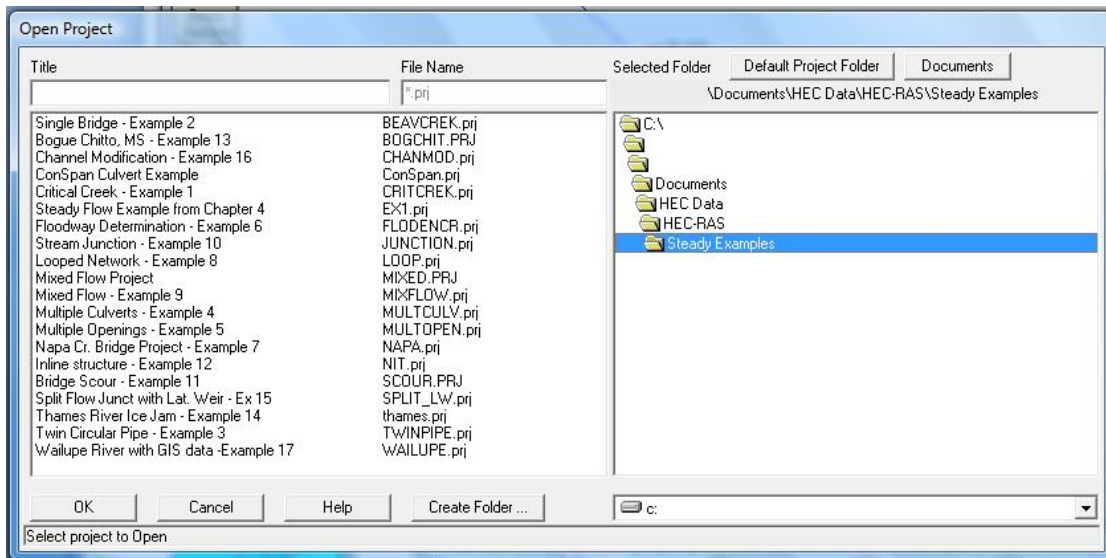 Open Project
Title File Name Selected Folder Default Project Folder Documents
*.prj \Documents\HEC Data\HEC-RAS\Steady Examples
Single Bridge - Example 2 BEAVCREK.prj
Bogue Chitto, MS - Example 13 BOGCHIT.PRJ
Channel Modification - Example 16 CHANMOD.prj
ConSpan Culvert Example ConSpan.prj
Critical Creek - Example 1 CRITCREK.prj
Steady Flow Example from Chapter 4 EX1.prj
Floodway Determination - Example 6 FLODENCR.prj
Stream Junction - Example 10 JUNCTION.prj
Looped Network - Example 8 LOOP.prj
Mixed Flow Project MIXED.PRJ
Mixed Flow - Example 9 MIXFLOW.prj
Multiple Culverts - Example 4 MULTCULV.prj
Multiple Openings - Example 5 MULTOPEN.prj
Napa Cr. Bridge Project - Example 7 NAPA.prj
Inline structure - Example 12 NIT.prj
Bridge Scour - Example 11 SCOUR.PRJ
Split Flow Junct with Lat. Weir - Ex 15 SPLIT_LW.prj
Thames River Ice Jam - Example 14 thames.prj
Twin Circular Pipe - Example 3 TWINPIPE.prj
Wailupe River with GIS data -Example 17 WAILUPE.prj
C:\
Documents
HEC Data
HEC-RAS
Steady Examples
OK Cancel Help Create Folder ... c:
Select project to Open